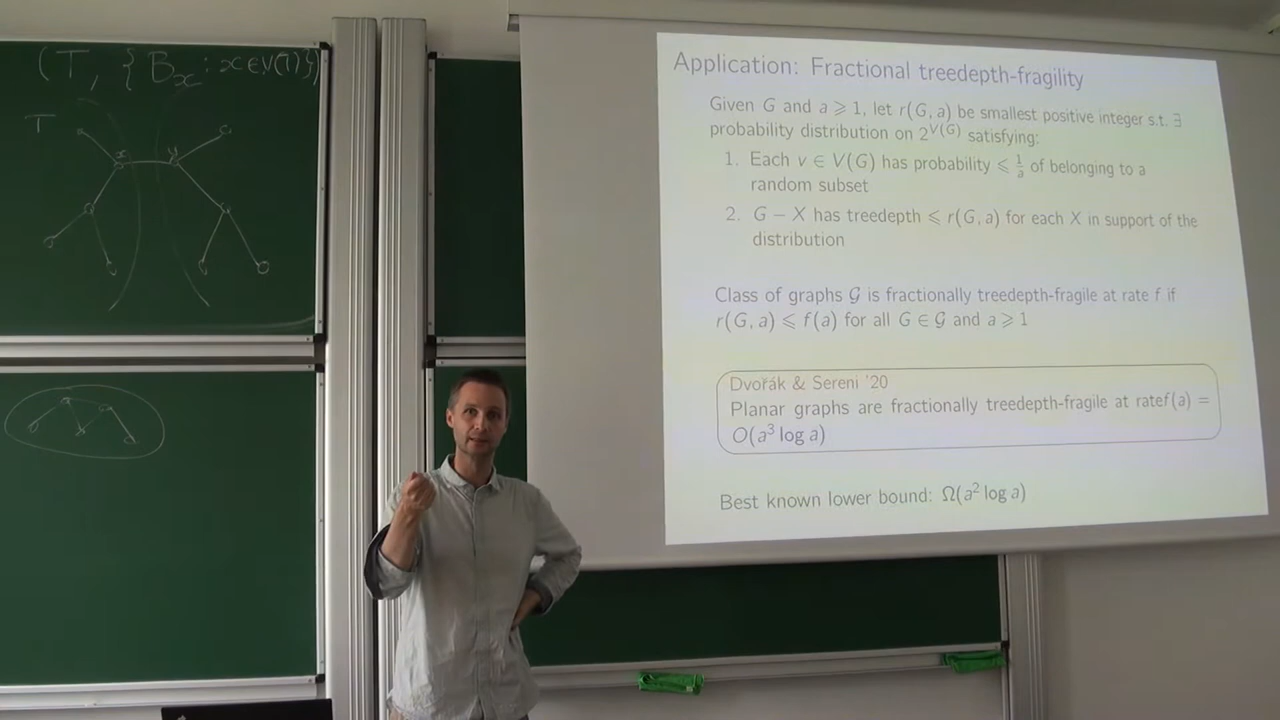 (T, { B_x : x ∈ V(T) })
T
x y
Application: Fractional treedepth-fragility
Given G and a ⩾ 1, let r(G, a) be smallest positive integer s.t. ∃
probability distribution on 2^{V(G)} satisfying:
1. Each v ∈ V(G) has probability ⩽ 1/a of belonging to a
random subset
2. G − X has treedepth ⩽ r(G, a) for each X in support of the
distribution
Class of graphs 𝒢 is fractionally treedepth-fragile at rate f if
r(G, a) ⩽ f(a) for all G ∈ 𝒢 and a ⩾ 1
Dvořák & Sereni '20
Planar graphs are fractionally treedepth-fragile at ratef(a) =
O(a³ log a)
Best known lower bound: Ω(a² log a)